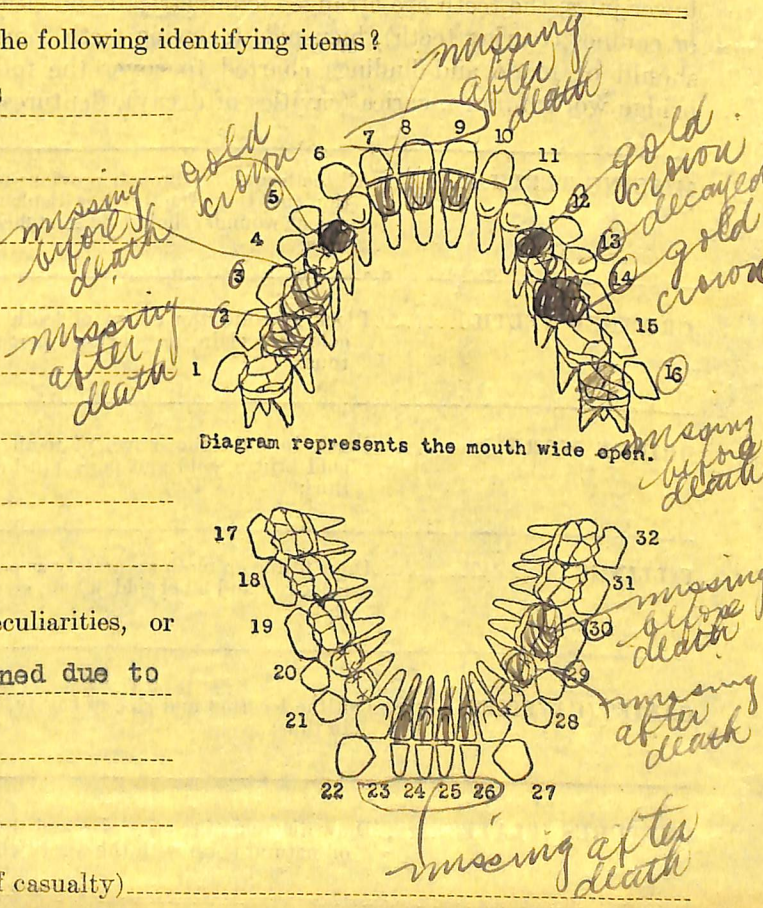 he following identifying items?
missing
after
death
gold
crown
7 8 9 10
6
11
gold
crown
decayed
5
12
missing
before
death
4
13
gold
crown
3
14
missing
after
death
2
15
1
16
Diagram represents the mouth wide open.
missing
before
death
17
32
18
31
missing
before
death
eculiarities, or
19
30
ned due to
20
29
missing
after
death
21
28
22 23 24 25 26 27
missing after
death
f casualty)